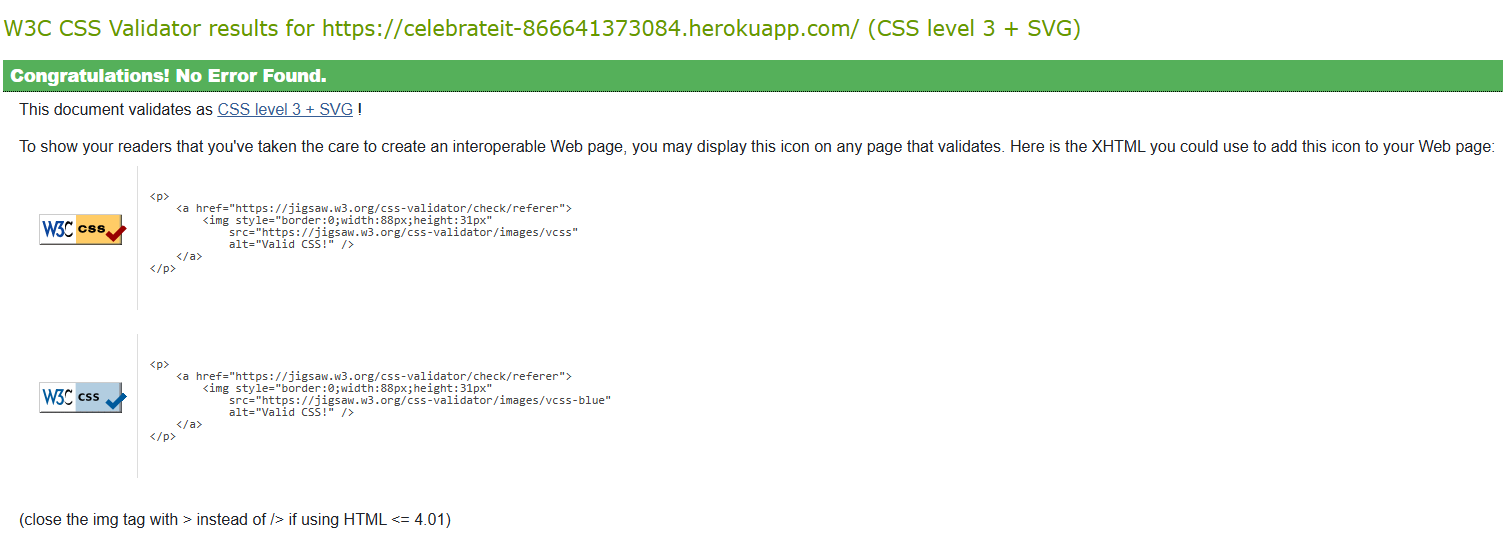 W3C CSS Validator results for https://celebrateit-866641373084.herokuapp.com/ (CSS level 3 + SVG)
Congratulations! No Error Found.
This document validates as CSS level 3 + SVG !
To show your readers that you've taken the care to create an interoperable Web page, you may display this icon on any page that validates. Here is the XHTML you could use to add this icon to your Web page:
W3C css
<p>
    <a href="https://jigsaw.w3.org/css-validator/check/referer">
        <img style="border:0;width:88px;height:31px"
            src="https://jigsaw.w3.org/css-validator/images/vcss"
            alt="Valid CSS!" />
    </a>
</p>
W3C css
<p>
    <a href="https://jigsaw.w3.org/css-validator/check/referer">
        <img style="border:0;width:88px;height:31px"
            src="https://jigsaw.w3.org/css-validator/images/vcss-blue"
            alt="Valid CSS!" />
    </a>
</p>
(close the img tag with > instead of /> if using HTML <= 4.01)